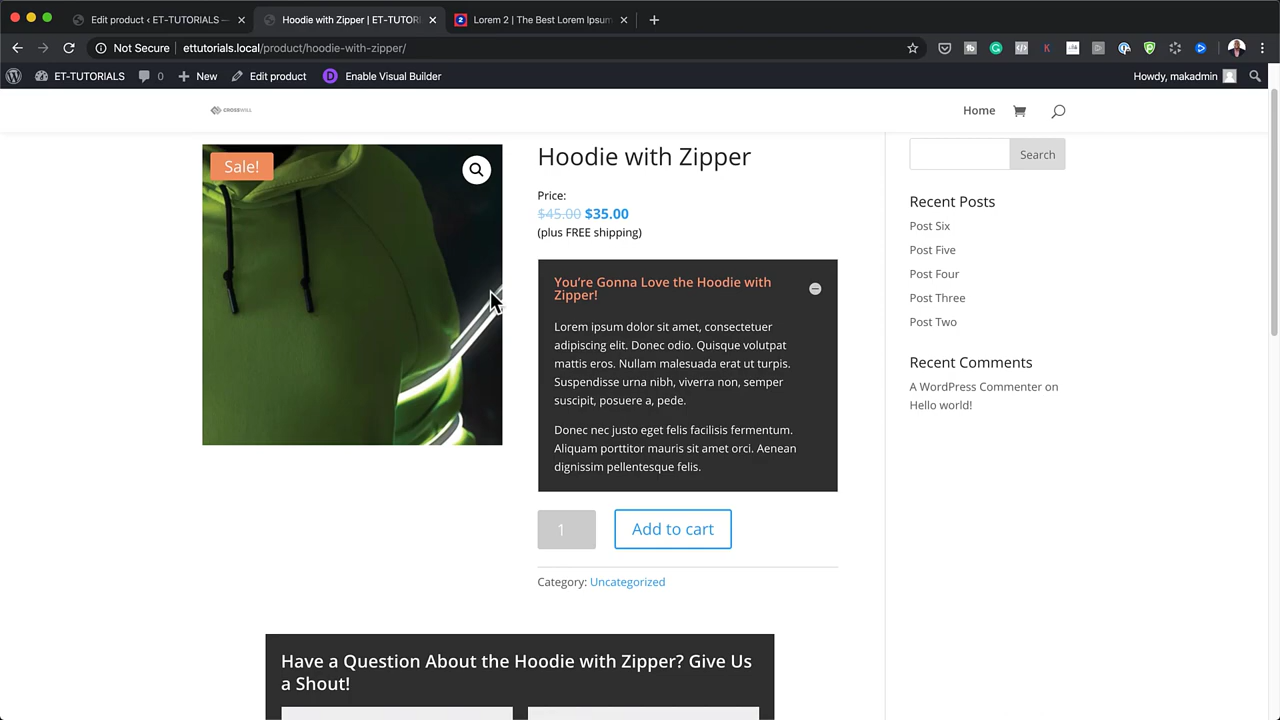 Edit product ‹ ET-TUTORIALS —
Hoodie with Zipper | ET-TUTORI
Lorem 2 | The Best Lorem Ipsum
Not Secure
ettutorials.local/product/hoodie-with-zipper/
ET-TUTORIALS
0
New
Edit product
D
Enable Visual Builder
Howdy, makadmin
CROSSWILL
Home
Sale!
Hoodie with Zipper
Price:
$45.00 $35.00
(plus FREE shipping)
You’re Gonna Love the Hoodie with
Zipper!
Lorem ipsum dolor sit amet, consectetuer
adipiscing elit. Donec odio. Quisque volutpat
mattis eros. Nullam malesuada erat ut turpis.
Suspendisse urna nibh, viverra non, semper
suscipit, posuere a, pede.
Donec nec justo eget felis facilisis fermentum.
Aliquam porttitor mauris sit amet orci. Aenean
dignissim pellentesque felis.
1
Add to cart
Category: Uncategorized
Have a Question About the Hoodie with Zipper? Give Us
a Shout!
Search
Recent Posts
Post Six
Post Five
Post Four
Post Three
Post Two
Recent Comments
A WordPress Commenter on
Hello world!